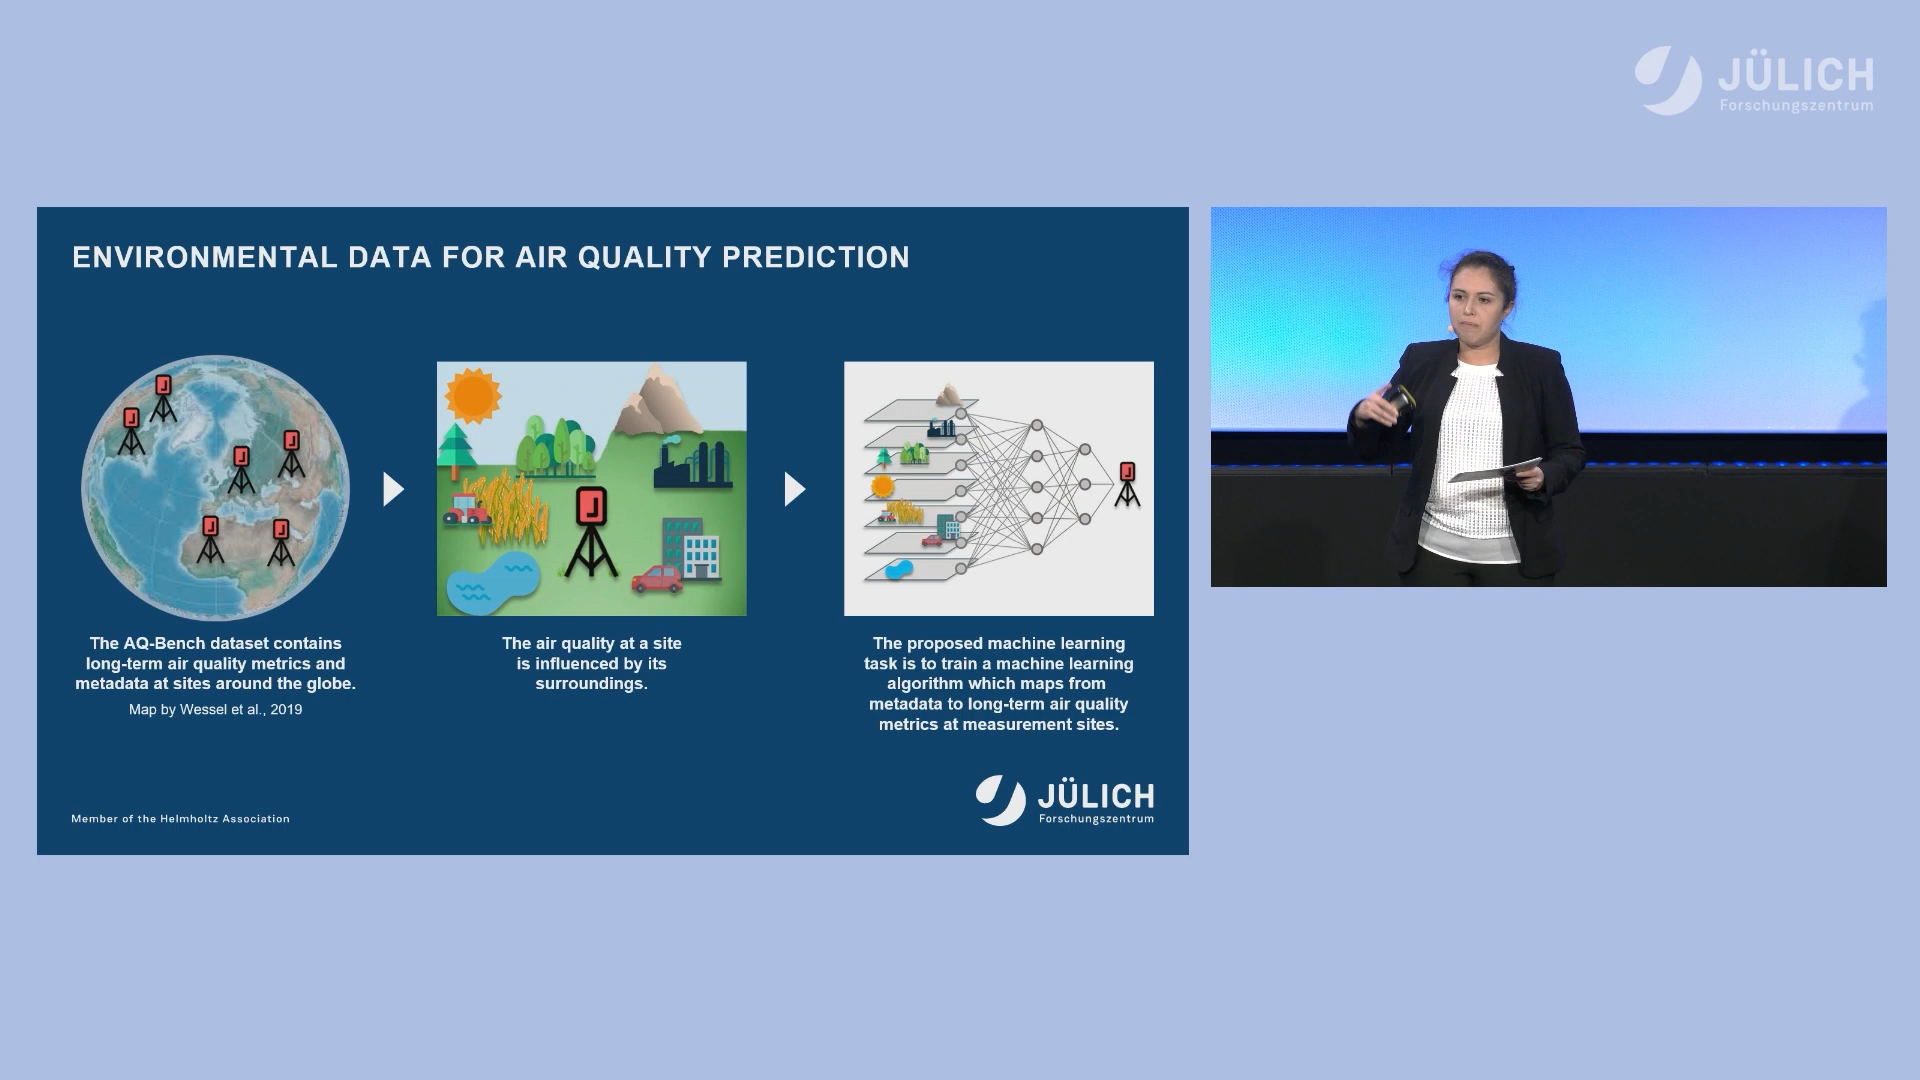 JÜLICH
Forschungszentrum
ENVIRONMENTAL DATA FOR AIR QUALITY PREDICTION
The AQ-Bench dataset contains
long-term air quality metrics and
metadata at sites around the globe.
Map by Wessel et al., 2019
The air quality at a site
is influenced by its
surroundings.
The proposed machine learning
task is to train a machine learning
algorithm which maps from
metadata to long-term air quality
metrics at measurement sites.
Member of the Helmholtz Association
JÜLICH
Forschungszentrum